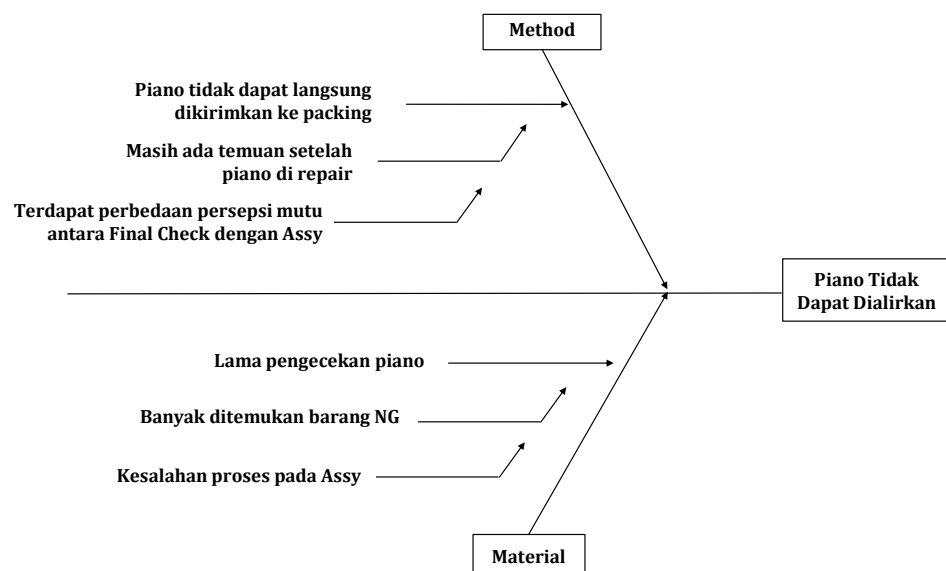 Method
Piano tidak dapat langsung
dikirimkan ke packing
Masih ada temuan setelah
piano di repair
Terdapat perbedaan persepsi mutu
antara Final Check dengan Assy
Piano Tidak
Dapat Dialirkan
Lama pengecekan piano
Banyak ditemukan barang NG
Kesalahan proses pada Assy
Material